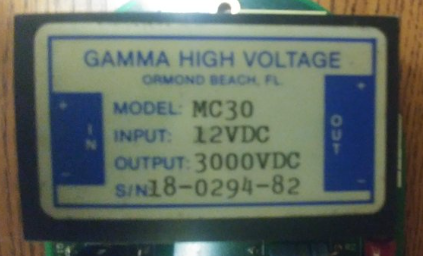 GAMMA HIGH VOLTAGE
ORMOND BEACH, FL.
MODEL: MC30
INPUT: 12VDC
OUTPUT: 3000VDC
S/N 18-0294-82
+
IN
-
+
OUT
-